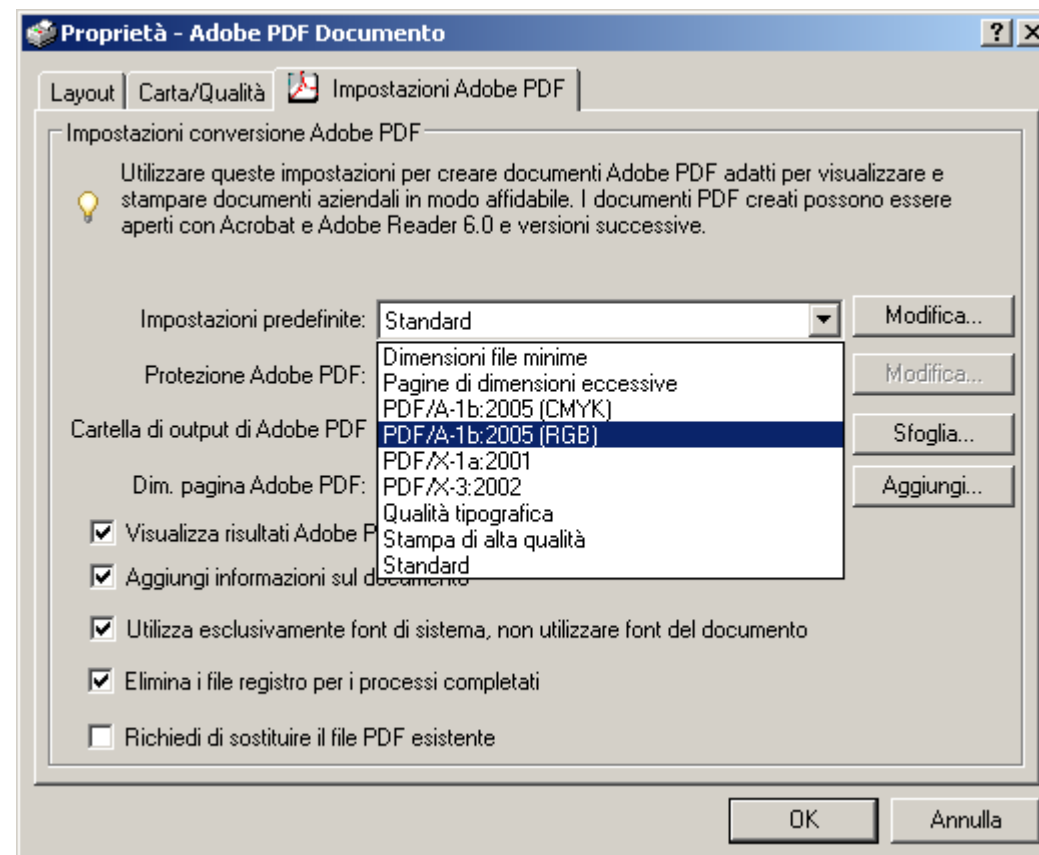 Proprietà - Adobe PDF Documento
Layout
Carta/Qualità
Impostazioni Adobe PDF
Impostazioni conversione Adobe PDF
Utilizzare queste impostazioni per creare documenti Adobe PDF adatti per visualizzare e
stampare documenti aziendali in modo affidabile. I documenti PDF creati possono essere
aperti con Acrobat e Adobe Reader 6.0 e versioni successive.
Impostazioni predefinite:
Standard
Modifica...
Dimensioni file minime
Pagine di dimensioni eccessive
PDF/A-1b:2005 (CMYK)
PDF/A-1b:2005 (RGB)
PDF/X-1a:2001
PDF/X-3:2002
Qualità tipografica
Stampa di alta qualità
Standard
Protezione Adobe PDF:
Modifica...
Cartella di output di Adobe PDF
Sfoglia...
Dim. pagina Adobe PDF:
Aggiungi...
Visualizza risultati Adobe P
Aggiungi informazioni sul documento
Utilizza esclusivamente font di sistema, non utilizzare font del documento
Elimina i file registro per i processi completati
Richiedi di sostituire il file PDF esistente
OK
Annulla